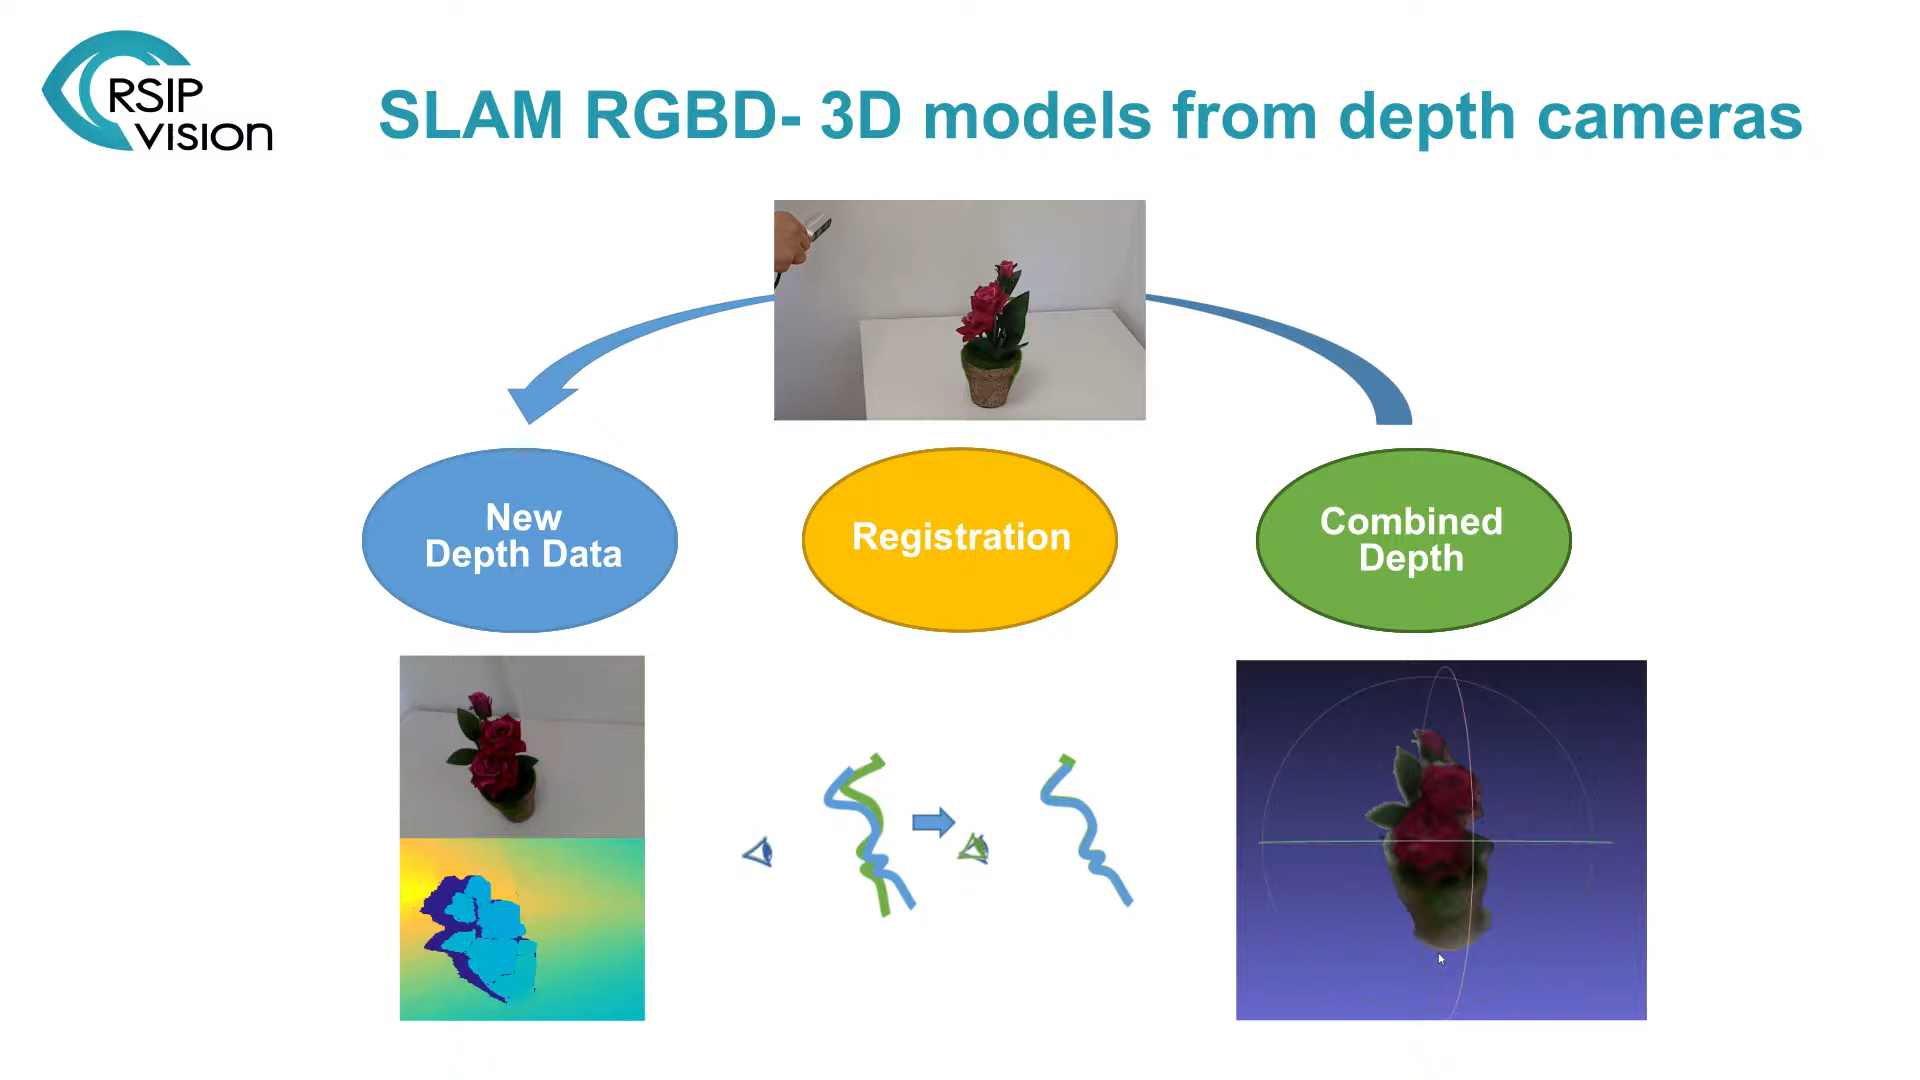 RSIP
VISION
SLAM RGBD- 3D models from depth cameras
New
Depth Data
Registration
Combined
Depth